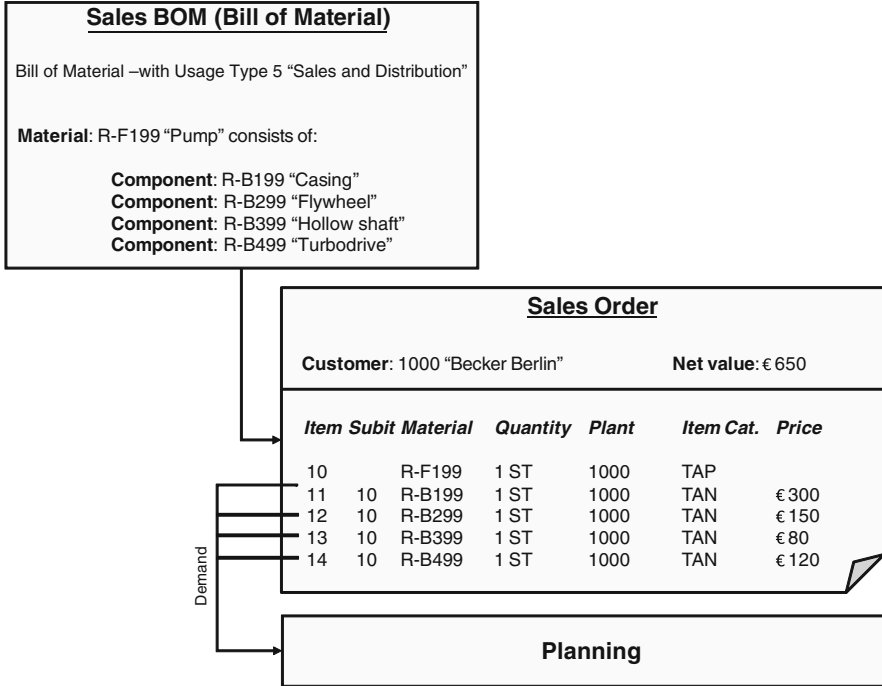 Sales BOM (Bill of Material)
Bill of Material –with Usage Type 5 “Sales and Distribution”
Material: R-F199 “Pump” consists of:
Component: R-B199 “Casing”
Component: R-B299 “Flywheel”
Component: R-B399 “Hollow shaft”
Component: R-B499 “Turbodrive”
Sales Order
Customer: 1000 “Becker Berlin” Net value: € 650
Item Subit Material Quantity Plant Item Cat. Price
10 R-F199 1 ST 1000 TAP
11 10 R-B199 1 ST 1000 TAN € 300
12 10 R-B299 1 ST 1000 TAN € 150
13 10 R-B399 1 ST 1000 TAN € 80
14 10 R-B499 1 ST 1000 TAN € 120
Demand
Planning